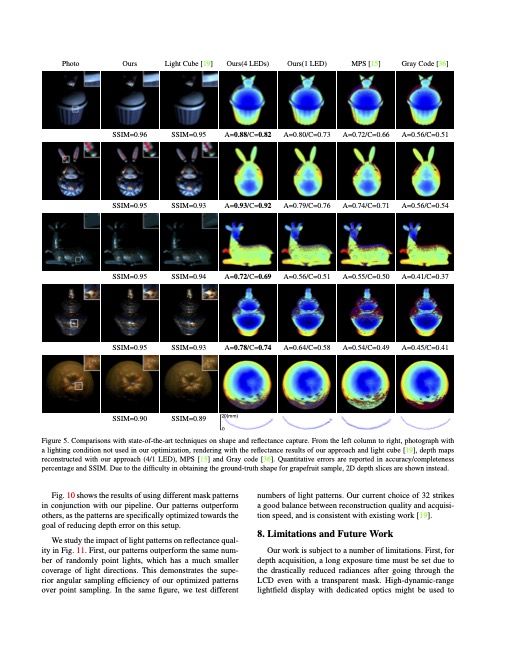 Photo Ours Light Cube [19] Ours(4 LEDs) Ours(1 LED) MPS [15] Gray Code [36]
SSIM=0.96 SSIM=0.95 A=0.88/C=0.82 A=0.80/C=0.73 A=0.72/C=0.66 A=0.56/C=0.51
SSIM=0.95 SSIM=0.93 A=0.93/C=0.92 A=0.79/C=0.76 A=0.74/C=0.71 A=0.56/C=0.54
SSIM=0.95 SSIM=0.94 A=0.72/C=0.69 A=0.56/C=0.51 A=0.55/C=0.50 A=0.41/C=0.37
SSIM=0.95 SSIM=0.93 A=0.78/C=0.74 A=0.64/C=0.58 A=0.54/C=0.49 A=0.45/C=0.41
SSIM=0.90 SSIM=0.89
Figure 5. Comparisons with state-of-the-art techniques on shape and reflectance capture. From the left column to right, photograph with
a lighting condition not used in our optimization, rendering with the reflectance results of our approach and light cube [19], depth maps
reconstructed with our approach (4/1 LED), MPS [15] and Gray code [36]. Quantitative errors are reported in accuracy/completeness
percentage and SSIM. Due to the difficulty in obtaining the ground-truth shape for grapefruit sample, 2D depth slices are shown instead.
Fig. 10 shows the results of using different mask patterns
in conjunction with our pipeline. Our patterns outperform
others, as the patterns are specifically optimized towards the
goal of reducing depth error on this setup.
We study the impact of light patterns on reflectance qual-
ity in Fig. 11. First, our patterns outperform the same num-
ber of randomly point lights, which has a much smaller
coverage of light directions. This demonstrates the supe-
rior angular sampling efficiency of our optimized patterns
over point sampling. In the same figure, we test different
numbers of light patterns. Our current choice of 32 strikes
a good balance between reconstruction quality and acquisi-
tion speed, and is consistent with existing work [19].
8. Limitations and Future Work
Our work is subject to a number of limitations. First, for
depth acquisition, a long exposure time must be set due to
the drastically reduced radiances after going through the
LCD even with a transparent mask. High-dynamic-range
lightfield display with dedicated optics might be used to